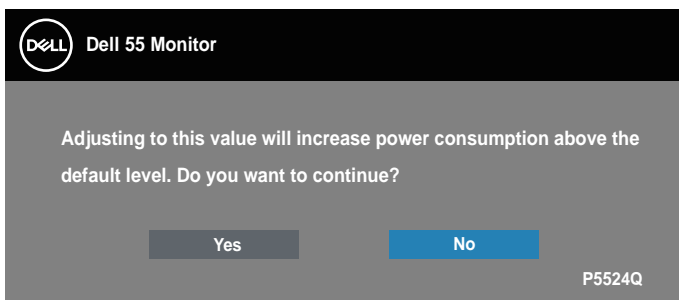 DELL Dell 55 Monitor
Adjusting to this value will increase power consumption above the
default level. Do you want to continue?
Yes No
P5524Q